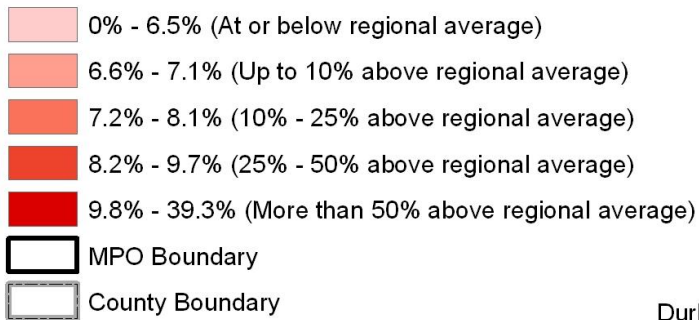 0% - 6.5% (At or below regional average)
6.6% - 7.1% (Up to 10% above regional average)
7.2% - 8.1% (10% - 25% above regional average)
8.2% - 9.7% (25% - 50% above regional average)
9.8% - 39.3% (More than 50% above regional average)
MPO Boundary
County Boundary